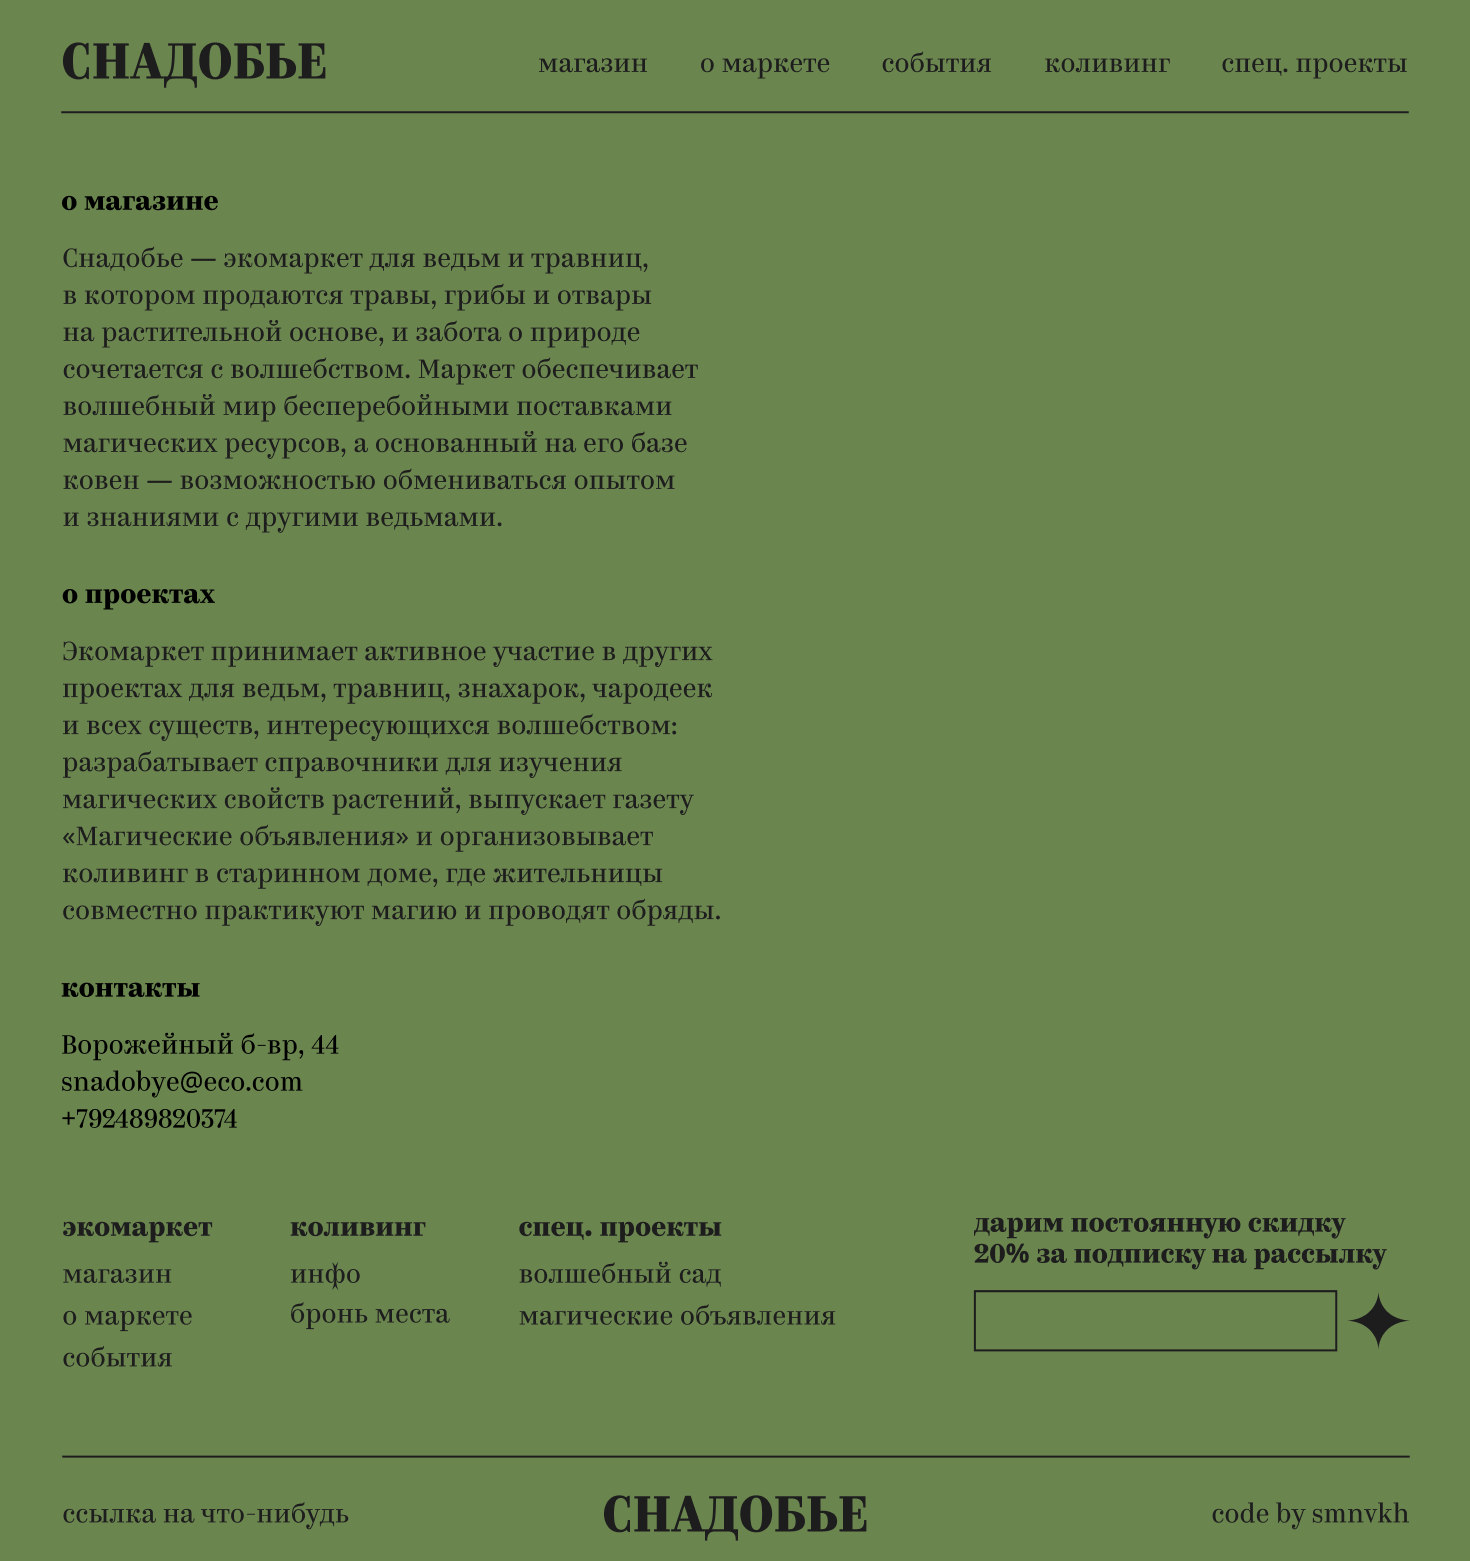 СНАДОБЬЕ
магазин о маркете события коливинг спец. проекты
о магазине
Снадобье — экомаркет для ведьм и травниц,
в котором продаются травы, грибы и отвары
на растительной основе, и забота о природе
сочетается с волшебством. Маркет обеспечивает
волшебный мир бесперебойными поставками
магических ресурсов, а основанный на его базе
ковен — возможностью обмениваться опытом
и знаниями с другими ведьмами.
о проектах
Экомаркет принимает активное участие в других
проектах для ведьм, травниц, знахарок, чародеек
и всех существ, интересующихся волшебством:
разрабатывает справочники для изучения
магических свойств растений, выпускает газету
«Магические объявления» и организовывает
коливинг в старинном доме, где жительницы
совместно практикуют магию и проводят обряды.
контакты
Ворожейный б-вр, 44
snadobye@eco.com
+792489820374
экомаркет
магазин
о маркете
события
коливинг
инфо
бронь места
спец. проекты
волшебный сад
магические объявления
дарим постоянную скидку
20% за подписку на рассылку
ссылка на что-нибудь
СНАДОБЬЕ
code by smnvkh